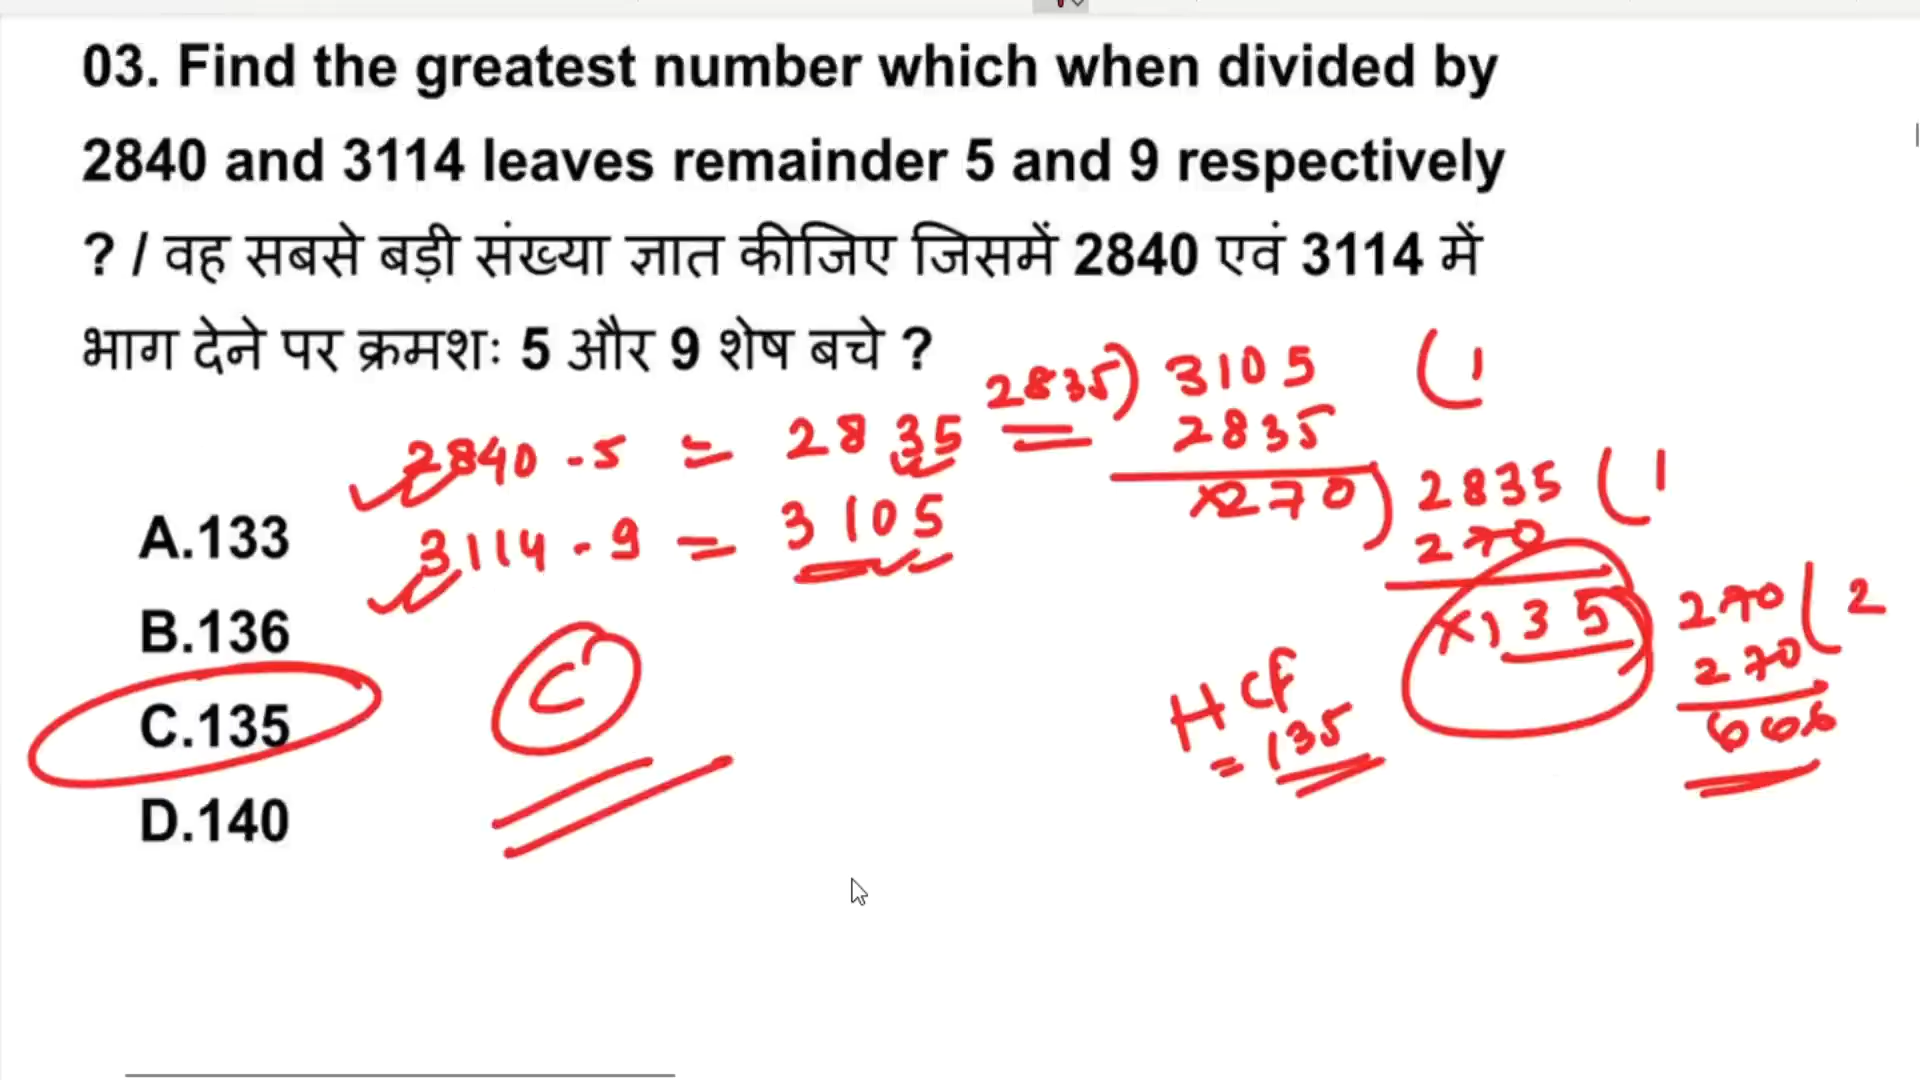 03. Find the greatest number which when divided by
2840 and 3114 leaves remainder 5 and 9 respectively
? / वह सबसे बड़ी संख्या ज्ञात कीजिए जिसमें 2840 एवं 3114 में
भाग देने पर क्रमशः 5 और 9 शेष बचे ?
2840 - 5 = 2835
3114 - 9 = 3105
2835) 3105 (1
2835
×270) 2835 (1
270
×135) 270 (2
270
HCF
= 135
A.133
B.136
C.135
D.140
C